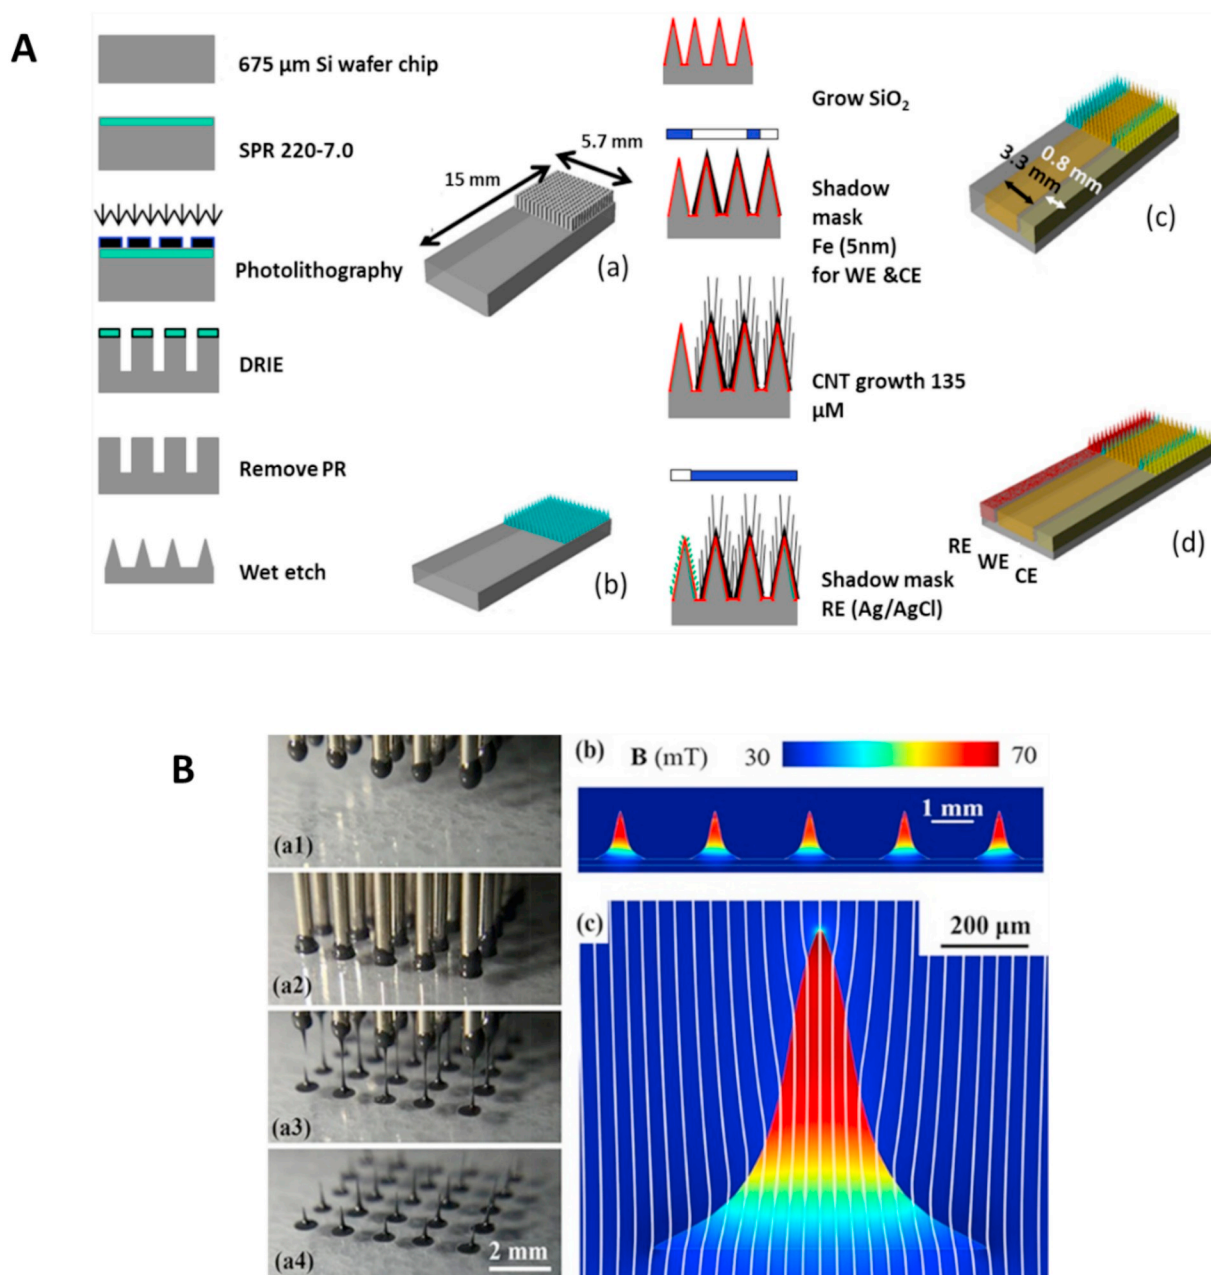 A
675 μm Si wafer chip
SPR 220-7.0
Photolithography
DRIE
Remove PR
Wet etch
15 mm
5.7 mm
(a)
(b)
Grow SiO₂
Shadow
mask
Fe (5nm)
for WE &CE
CNT growth 135
μM
Shadow mask
RE (Ag/AgCl)
3.3 mm
0.8 mm
(c)
RE
WE
CE
(d)
B
(a1)
(a2)
(a3)
(a4)
2 mm
(b)
B (mT)
30
70
1 mm
(c)
200 μm